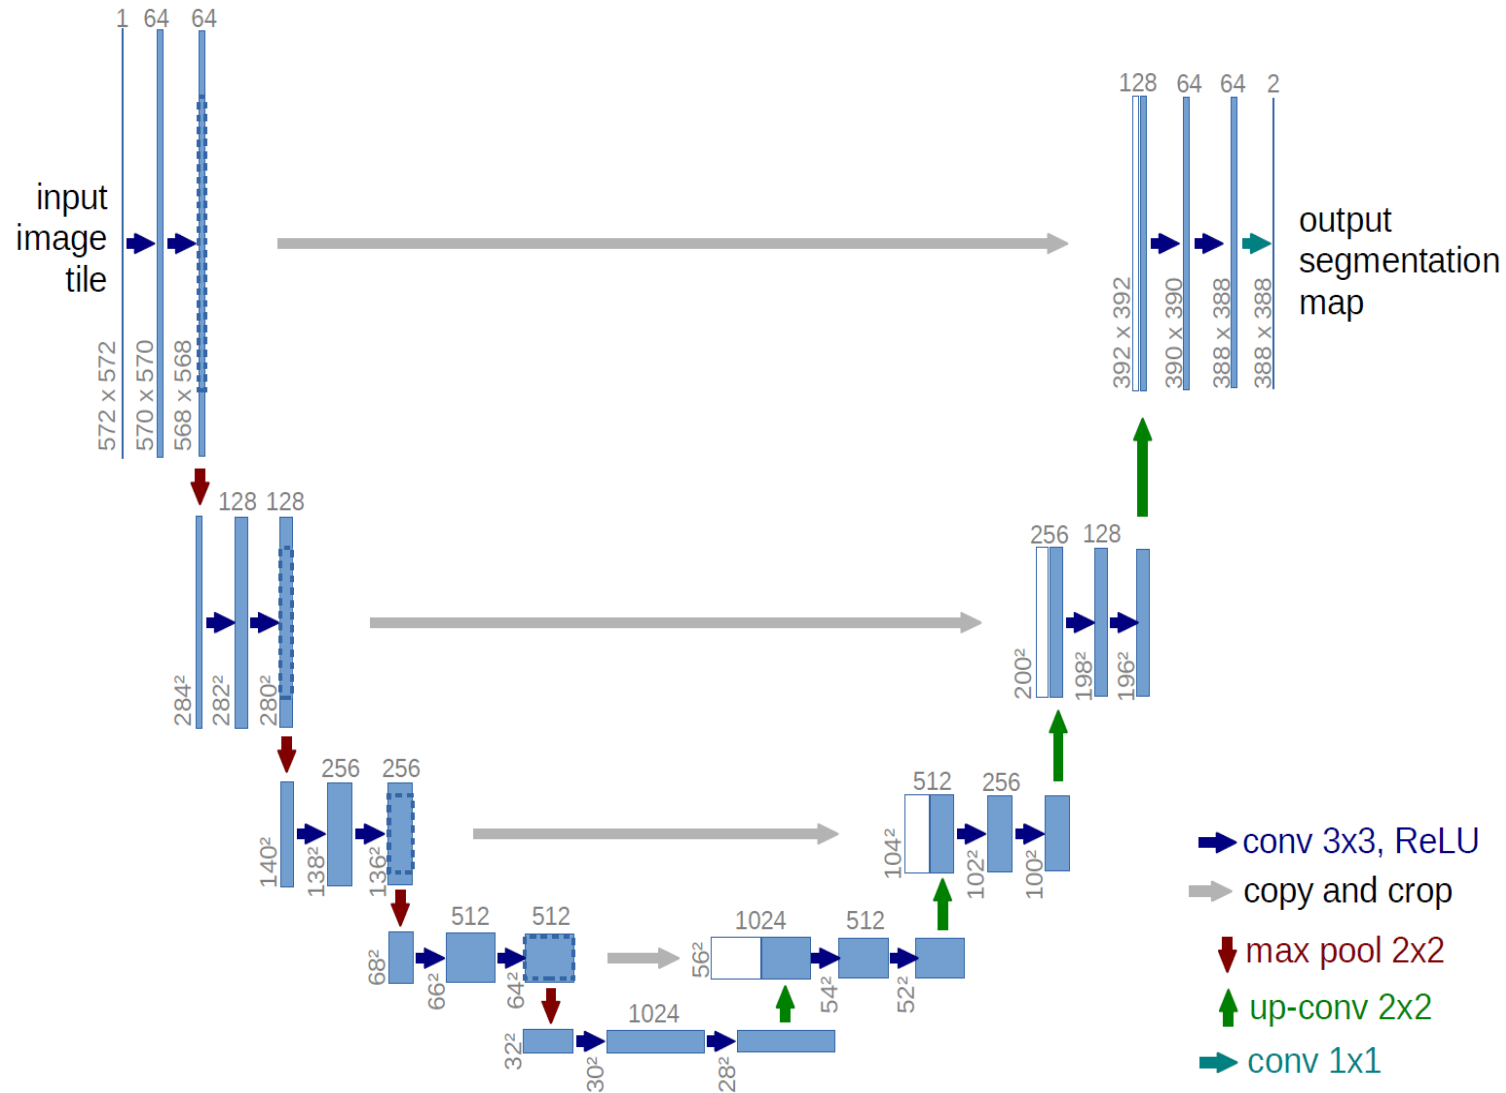 1 64 64
input
image
tile
572 x 572
570 x 570
568 x 568
128 64 64 2
392 x 392
390 x 390
388 x 388
388 x 388
output
segmentation
map
128 128
284²
282²
280²
256 128
200²
198²
196²
256 256
140²
138²
136²
512 256
104²
102²
100²
512 512
68²
66²
64²
1024 512
56²
54²
52²
1024
32²
30²
28²
conv 3x3, ReLU
copy and crop
max pool 2x2
up-conv 2x2
conv 1x1